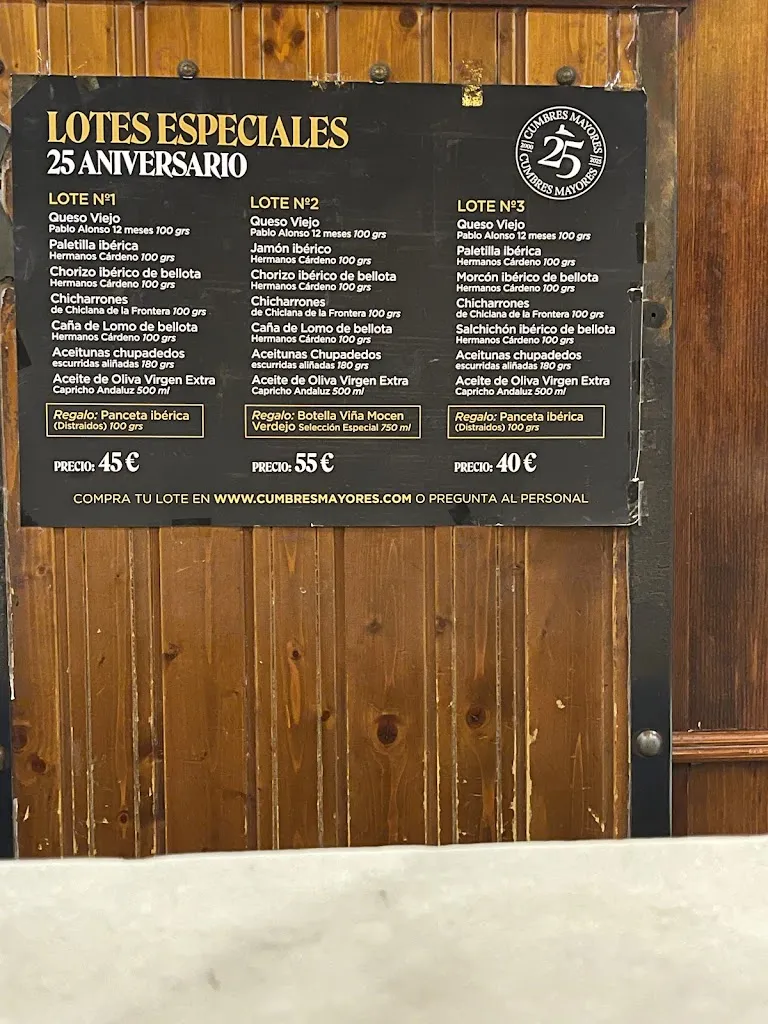 LOTES ESPECIALES
25 ANIVERSARIO
CUMBRES MAYORES
2000 25 2025
CUMBRES MAYORES
LOTE Nº1
Queso Viejo
Pablo Alonso 12 meses 100 grs
Paletilla ibérica
Hermanos Cárdeno 100 grs
Chorizo ibérico de bellota
Hermanos Cárdeno 100 grs
Chicharrones
de Chiclana de la Frontera 100 grs
Caña de Lomo de bellota
Hermanos Cárdeno 100 grs
Aceitunas chupadedos
escurridas aliñadas 180 grs
Aceite de Oliva Virgen Extra
Capricho Andaluz 500 ml
Regalo: Panceta ibérica
(Distraidos) 100 grs
PRECIO: 45 €
LOTE Nº2
Queso Viejo
Pablo Alonso 12 meses 100 grs
Jamón ibérico
Hermanos Cárdeno 100 grs
Chorizo ibérico de bellota
Hermanos Cárdeno 100 grs
Chicharrones
de Chiclana de la Frontera 100 grs
Caña de Lomo de bellota
Hermanos Cárdeno 100 grs
Aceitunas Chupadedos
escurridas aliñadas 180 grs
Aceite de Oliva Virgen Extra
Capricho Andaluz 500 ml
Regalo: Botella Viña Mocen
Verdejo Selección Especial 750 ml
PRECIO: 55 €
LOTE Nº3
Queso Viejo
Pablo Alonso 12 meses 100 grs
Paletilla ibérica
Hermanos Cárdeno 100 grs
Morcón ibérico de bellota
Hermanos Cárdeno 100 grs
Chicharrones
de Chiclana de la Frontera 100 grs
Salchichón ibérico de bellota
Hermanos Cárdeno 100 grs
Aceitunas chupadedos
escurridas aliñadas 180 grs
Aceite de Oliva Virgen Extra
Capricho Andaluz 500 ml
Regalo: Panceta ibérica
(Distraidos) 100 grs
PRECIO: 40 €
COMPRA TU LOTE EN WWW.CUMBRESMAYORES.COM O PREGUNTA AL PERSONAL